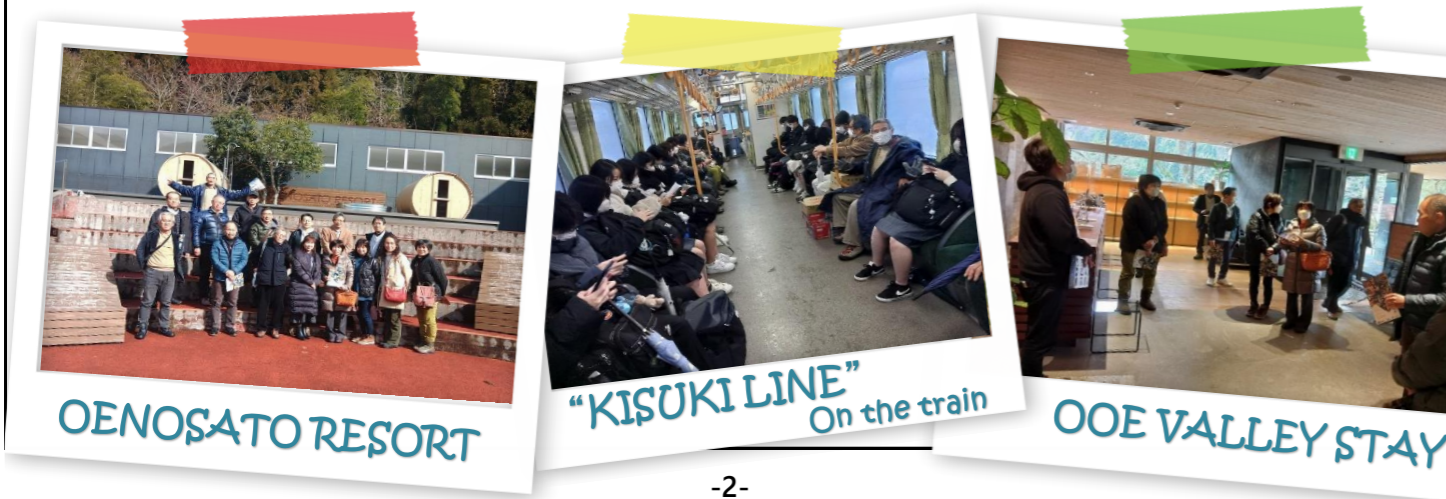 OENOSATO RESORT
“KISUKI LINE”
On the train
OOE VALLEY STAY
-2-